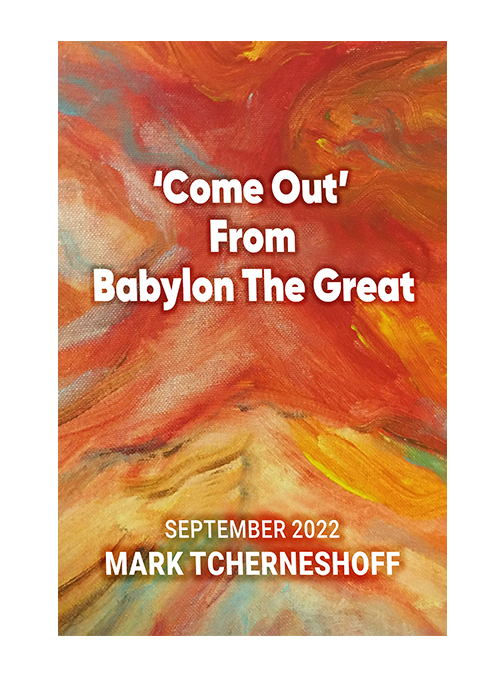 ‘Come Out’
From
Babylon The Great
SEPTEMBER 2022
MARK TCHERNESHOFF